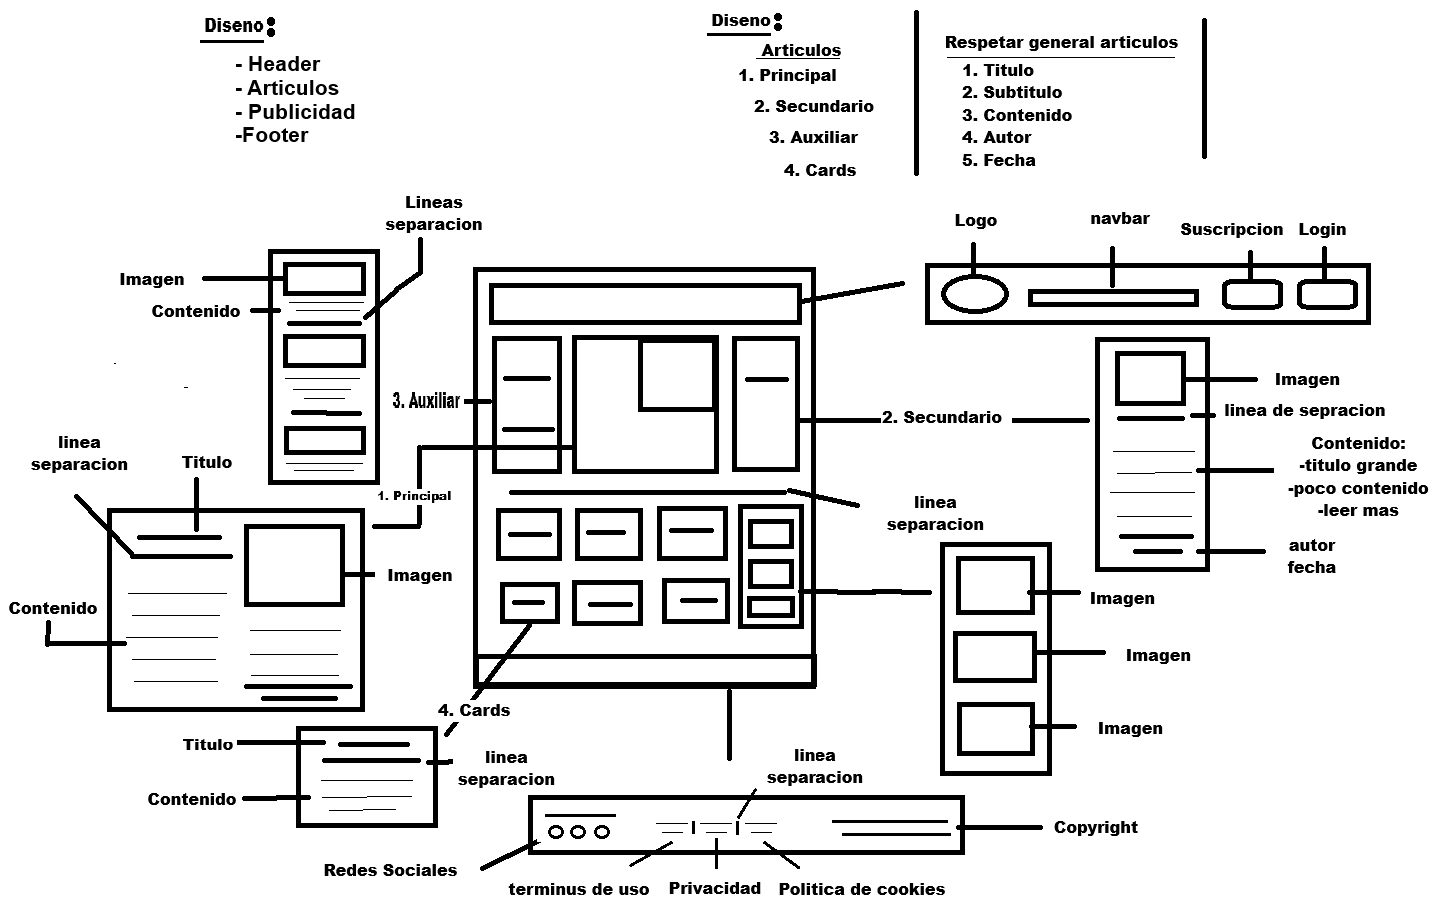 Diseno:
- Header
- Articulos
- Publicidad
-Footer
Diseno:
Articulos
1. Principal
2. Secundario
3. Auxiliar
4. Cards
Respetar general articulos
1. Titulo
2. Subtitulo
3. Contenido
4. Autor
5. Fecha
Lineas
separacion
Imagen
Contenido
Logo
navbar
Suscripcion
Login
3. Auxiliar
2. Secundario
Imagen
linea de sepracion
Contenido:
-titulo grande
-poco contenido
-leer mas
autor
fecha
linea
separacion
Titulo
1. Principal
Imagen
Contenido
linea
separacion
Imagen
Imagen
Imagen
4. Cards
Titulo
linea
separacion
Contenido
linea
separacion
Copyright
Redes Sociales
terminus de uso
Privacidad
Politica de cookies